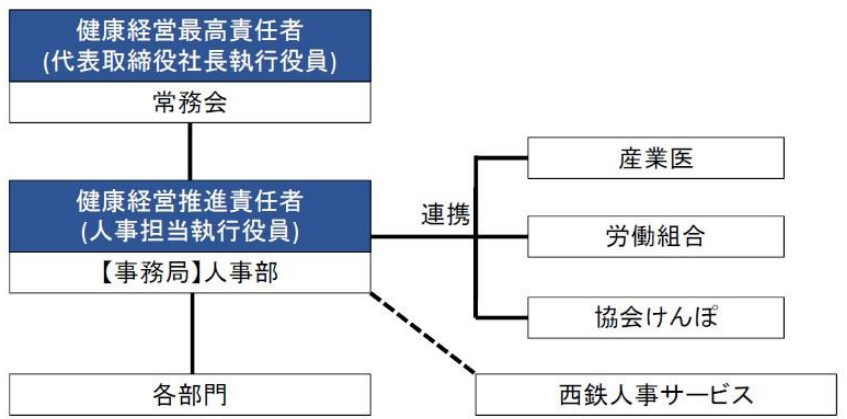 健康経営最高責任者
(代表取締役社長執行役員)
常務会
健康経営推進責任者
(人事担当執行役員)
【事務局】人事部
連携
産業医
労働組合
協会けんぽ
各部門
西鉄人事サービス